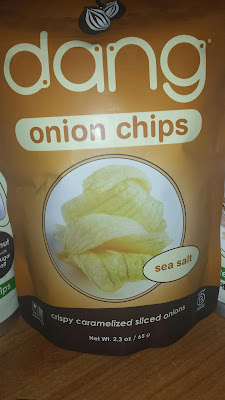 dang
onion chips
sea salt
crispy caramelized sliced onions
Net Wt. 2.3 oz / 65 g